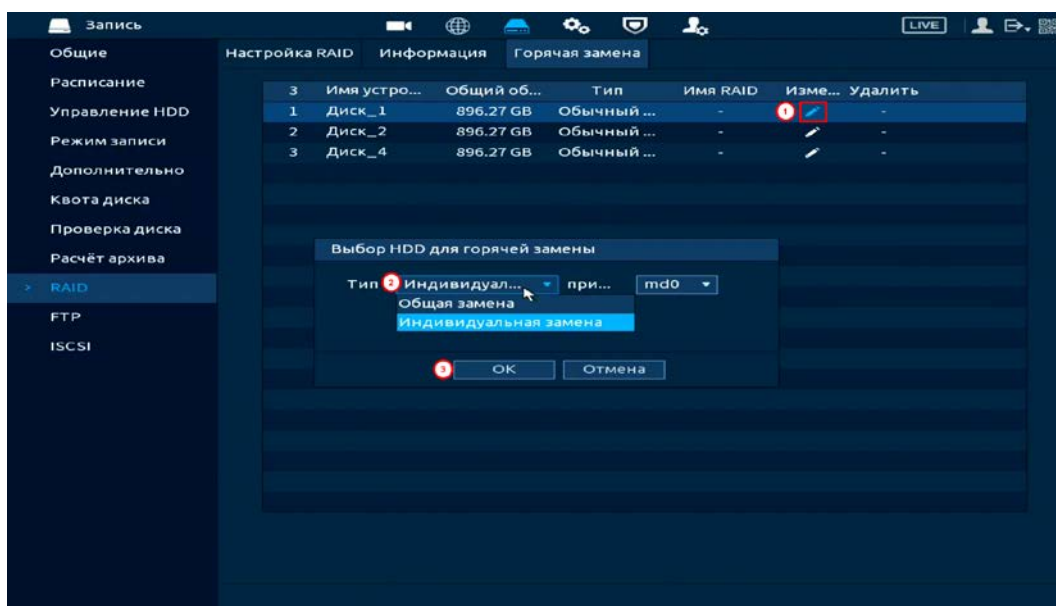 Запись LIVE
Общие
Расписание
Управление HDD
Режим записи
Дополнительно
Квота диска
Проверка диска
Расчёт архива
> RAID
FTP
ISCSI
Настройка RAID Информация Горячая замена
3 Имя устро... Общий об... Тип Имя RAID Изме... Удалить
1 Диск_1 896.27 GB Обычный ... - 1 -
2 Диск_2 896.27 GB Обычный ... - -
3 Диск_4 896.27 GB Обычный ... - -
Выбор HDD для горячей замены
Тип 2 Индивидуал... при... md0
Общая замена
Индивидуальная замена
3 OK Отмена